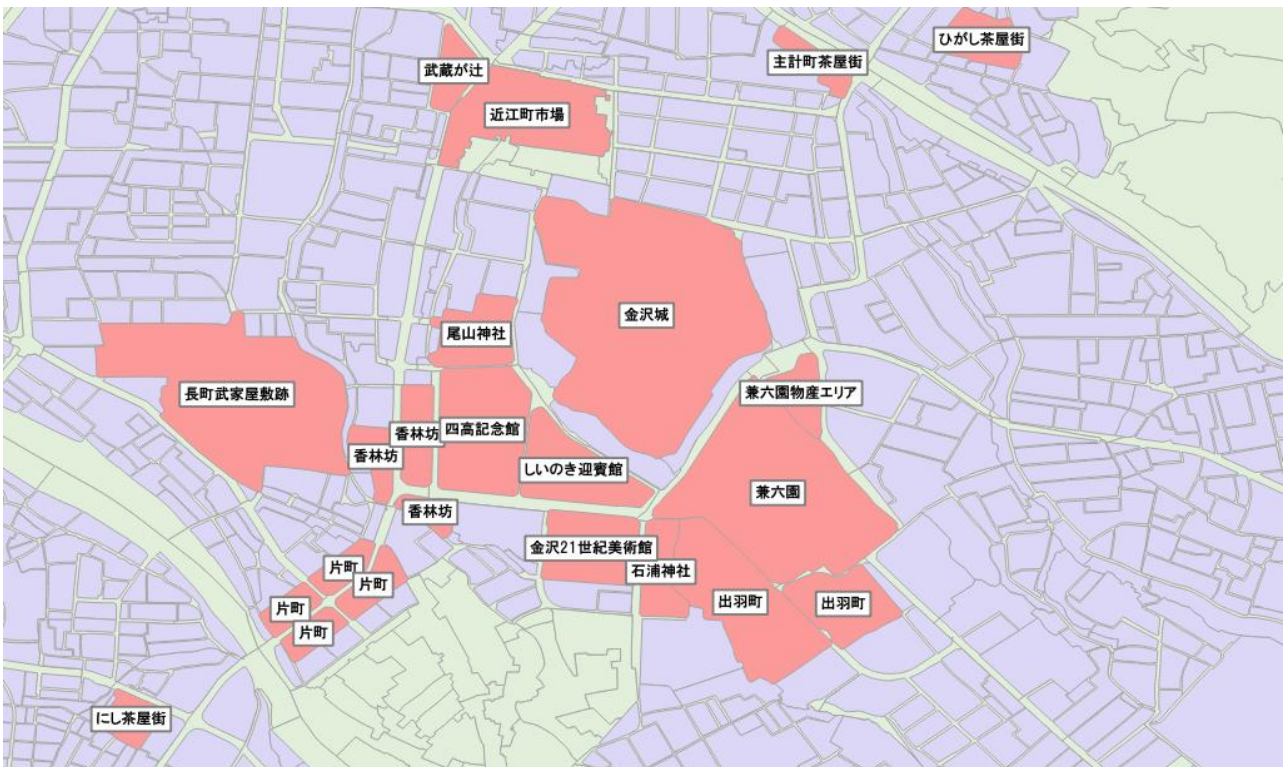 ひがし茶屋街
主計町茶屋街
武蔵が辻
近江町市場
金沢城
尾山神社
長町武家屋敷跡
兼六園物産エリア
香林坊
四高記念館
香林坊
しいのき迎賓館
兼六園
香林坊
金沢21世紀美術館
石浦神社
片町
片町
出羽町
出羽町
片町
片町
にし茶屋街